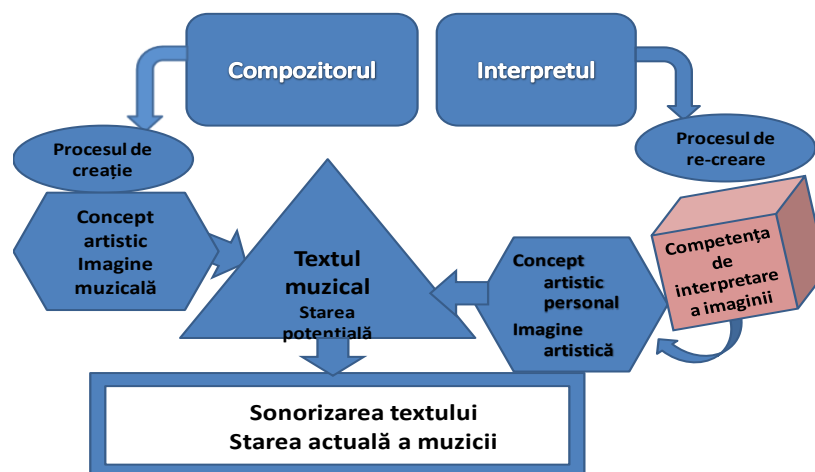 Compozitorul
Interpretul
Procesul de
creație
Procesul de
re-creare
Concept
artistic
Imagine
muzicală
Textul
muzical
Starea
potențială
Concept
artistic
personal
Imagine
artistică
Competența
de
interpretare
a imaginii
Sonorizarea textului
Starea actuală a muzicii